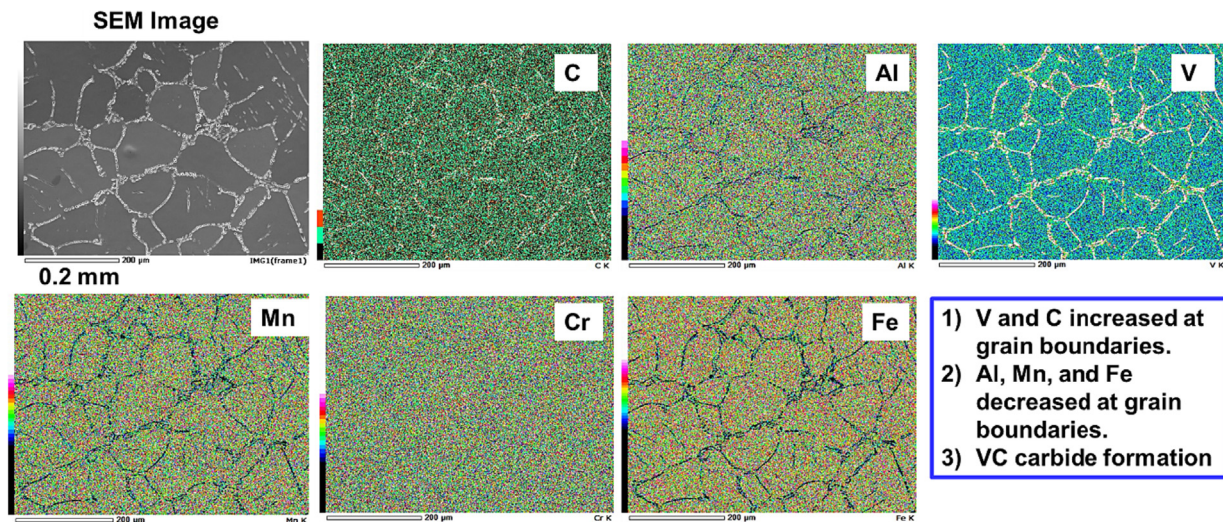 SEM Image
C
Al
V
200 μm
IMG1(frame1)
200 μm
C K
200 μm
Al K
200 μm
V K
0.2 mm
Mn
Cr
Fe
200 μm
Mn K
200 μm
Cr K
200 μm
Fe K
1) V and C increased at
grain boundaries.
2) Al, Mn, and Fe
decreased at grain
boundaries.
3) VC carbide formation